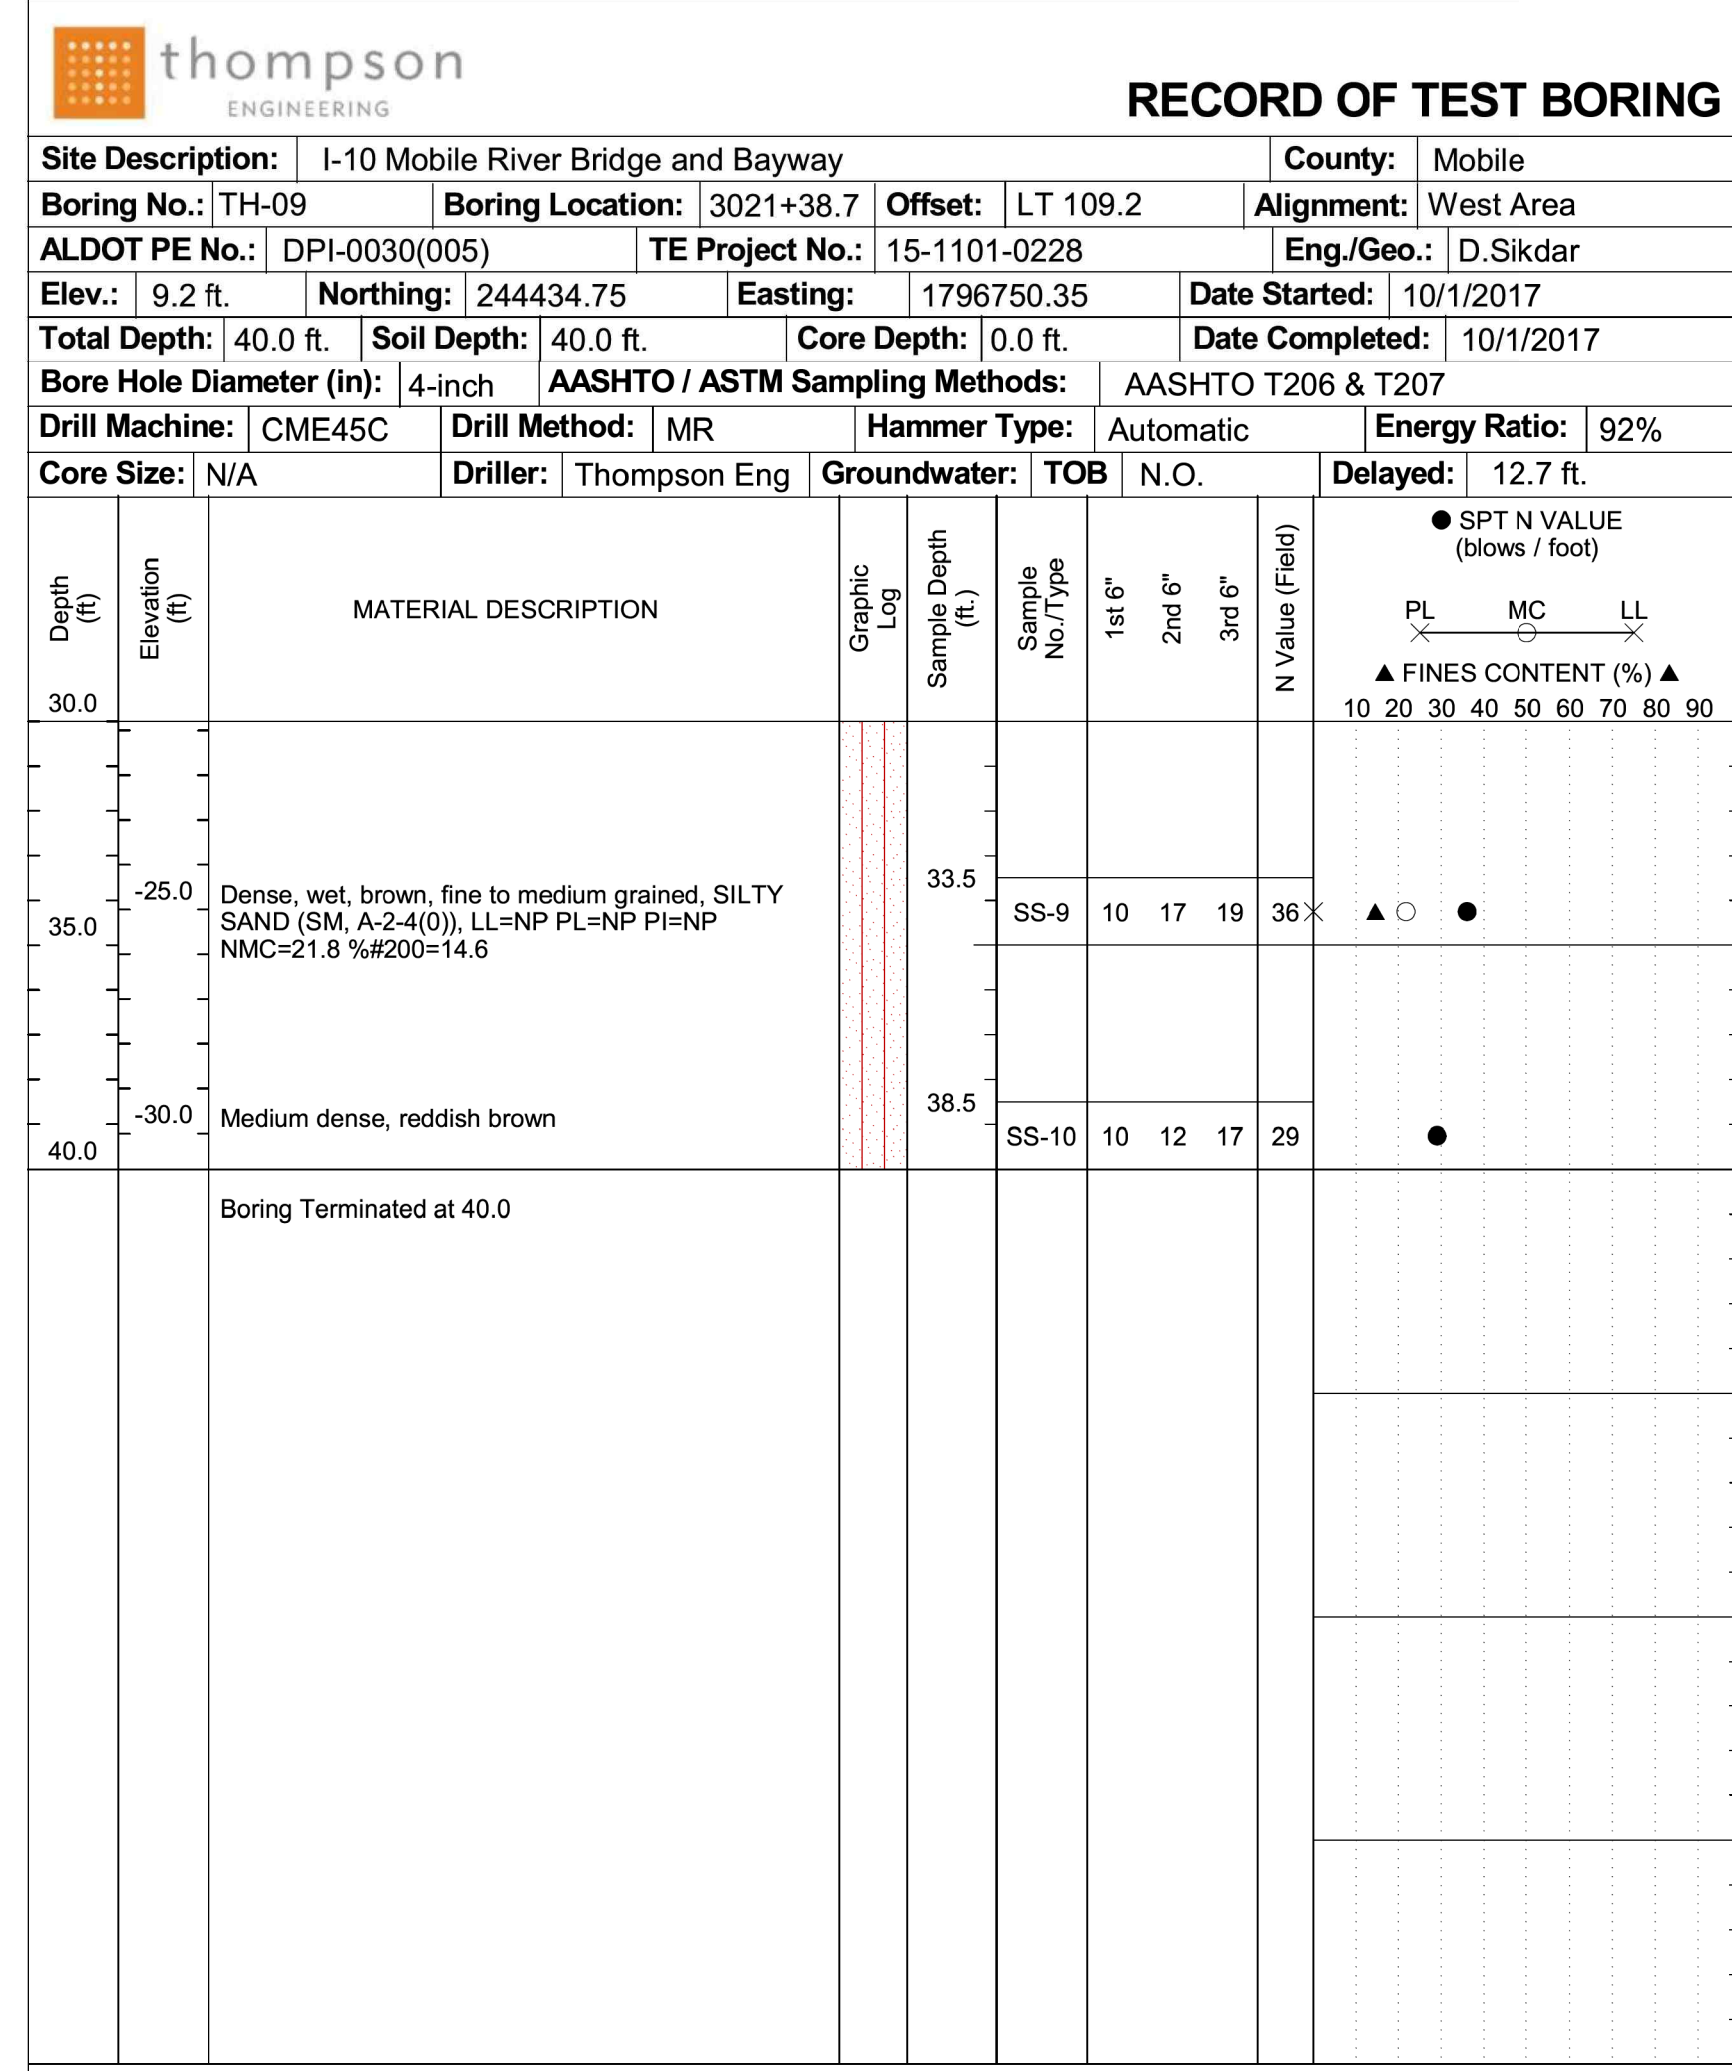 thompson
ENGINEERING
RECORD OF TEST BORING
Site Description: I-10 Mobile River Bridge and Bayway County: Mobile
Boring No.: TH-09 Boring Location: 3021+38.7 Offset: LT 109.2 Alignment: West Area
ALDOT PE No.: DPI-0030(005) TE Project No.: 15-1101-0228 Eng./Geo.: D.Sikdar
Elev.: 9.2 ft. Northing: 244434.75 Easting: 1796750.35 Date Started: 10/1/2017
Total Depth: 40.0 ft. Soil Depth: 40.0 ft. Core Depth: 0.0 ft. Date Completed: 10/1/2017
Bore Hole Diameter (in): 4-inch AASHTO / ASTM Sampling Methods: AASHTO T206 & T207
Drill Machine: CME45C Drill Method: MR Hammer Type: Automatic Energy Ratio: 92%
Core Size: N/A Driller: Thompson Eng Groundwater: TOB N.O. Delayed: 12.7 ft.
Depth
(ft)
Elevation
(ft)
MATERIAL DESCRIPTION
Graphic
Log
Sample Depth
(ft.)
Sample
No./Type
1st 6"
2nd 6"
3rd 6"
N Value (Field)
● SPT N VALUE
(blows / foot)
PL MC LL
▲ FINES CONTENT (%) ▲
10 20 30 40 50 60 70 80 90
30.0
33.5
-25.0 Dense, wet, brown, fine to medium grained, SILTY
SAND (SM, A-2-4(0)), LL=NP PL=NP PI=NP
NMC=21.8 %#200=14.6
35.0
SS-9 10 17 19 36
38.5
-30.0 Medium dense, reddish brown
SS-10 10 12 17 29
40.0
Boring Terminated at 40.0